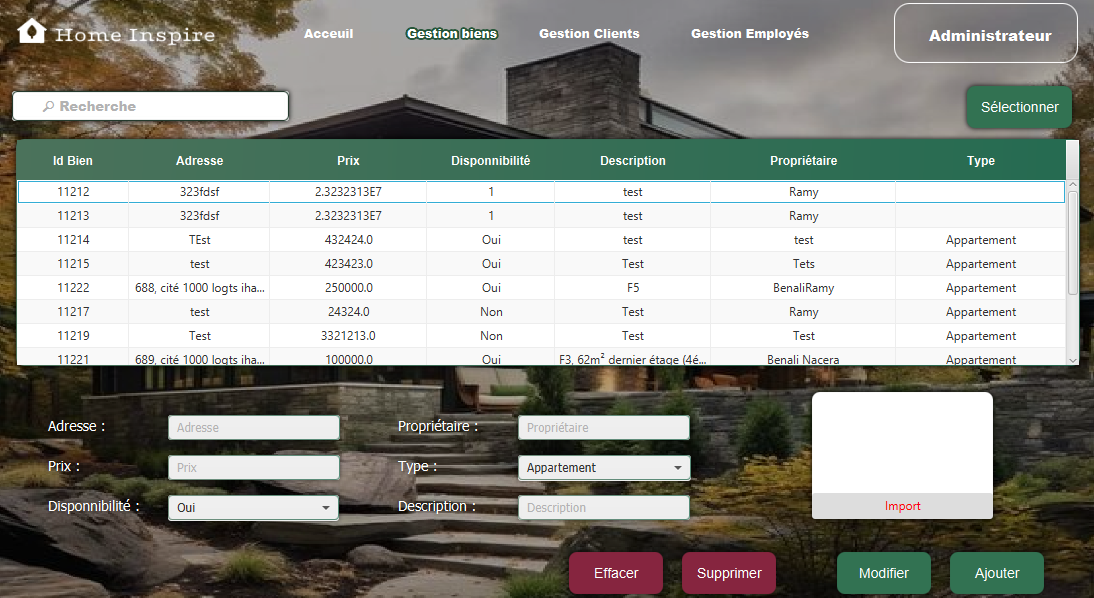 Home Inspire Acceuil Gestion biens Gestion Clients Gestion Employés Administrateur
Recherche Sélectionner
Id Bien Adresse Prix Disponnibilité Description Propriétaire Type
11212 323fdsf 2.3232313E7 1 test Ramy
11213 323fdsf 2.3232313E7 1 test Ramy
11214 TEst 432424.0 Oui test test Appartement
11215 test 423423.0 Oui Test Tets Appartement
11222 688, cité 1000 logts iha... 250000.0 Oui F5 BenaliRamy Appartement
11217 test 24324.0 Non Test Ramy Appartement
11219 Test 3321213.0 Non Test Test Appartement
11221 689, cité 1000 logts iha... 100000.0 Oui F3, 62m² dernier étage (4é... Benali Nacera Appartement
Adresse : Adresse Propriétaire : Propriétaire
Prix : Prix Type : Appartement
Disponnibilité : Oui Description : Description
Import
Effacer Supprimer Modifier Ajouter